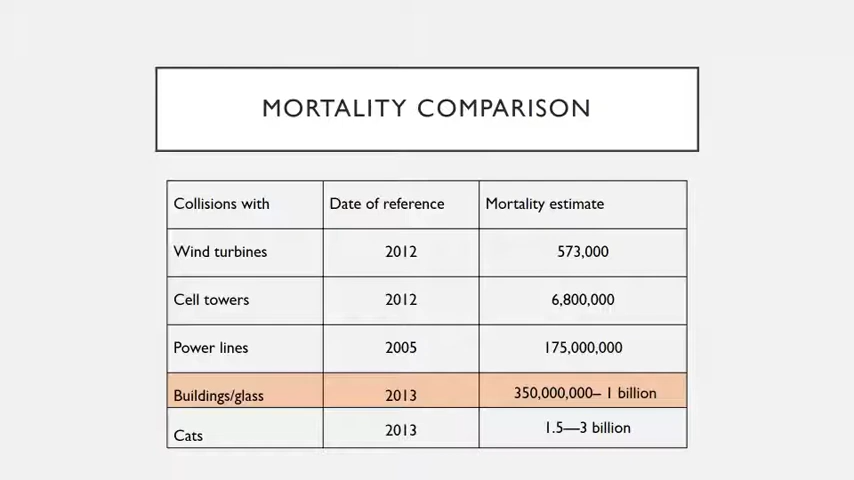 MORTALITY COMPARISON
Collisions with Date of reference Mortality estimate
Wind turbines 2012 573,000
Cell towers 2012 6,800,000
Power lines 2005 175,000,000
Buildings/glass 2013 350,000,000– 1 billion
Cats 2013 1.5—3 billion